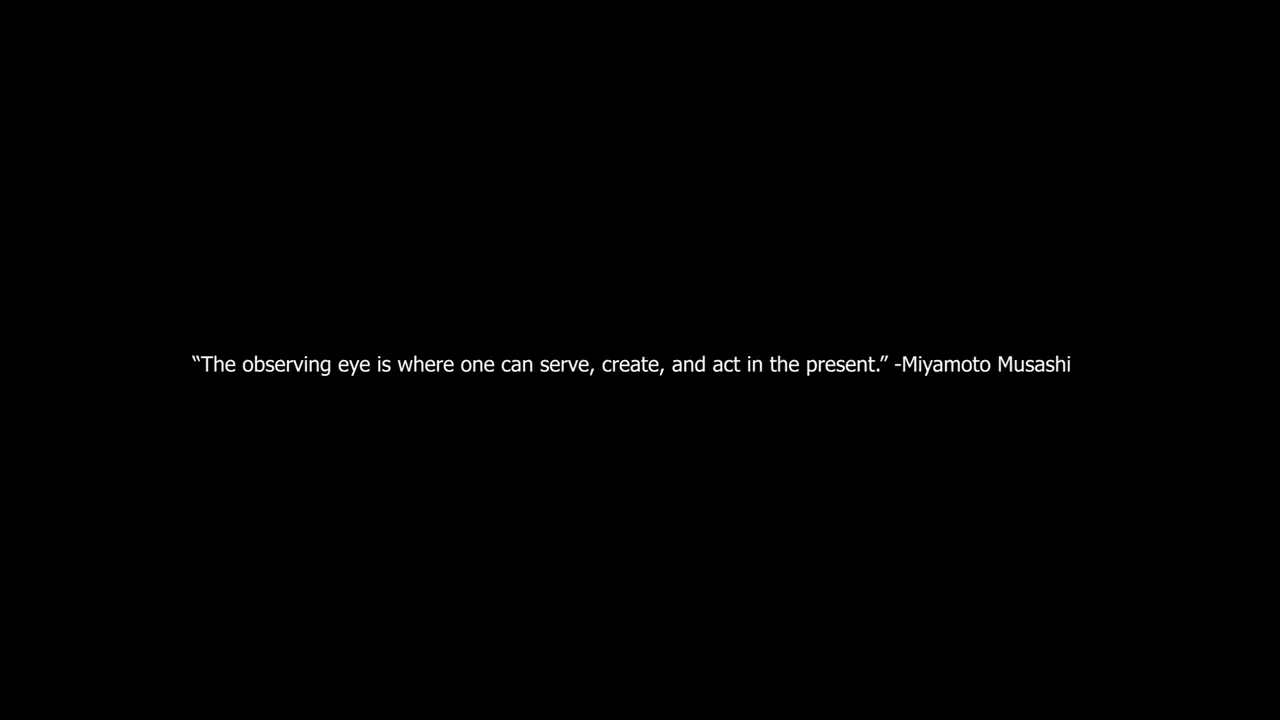 “The observing eye is where one can serve, create, and act in the present.” -Miyamoto Musashi